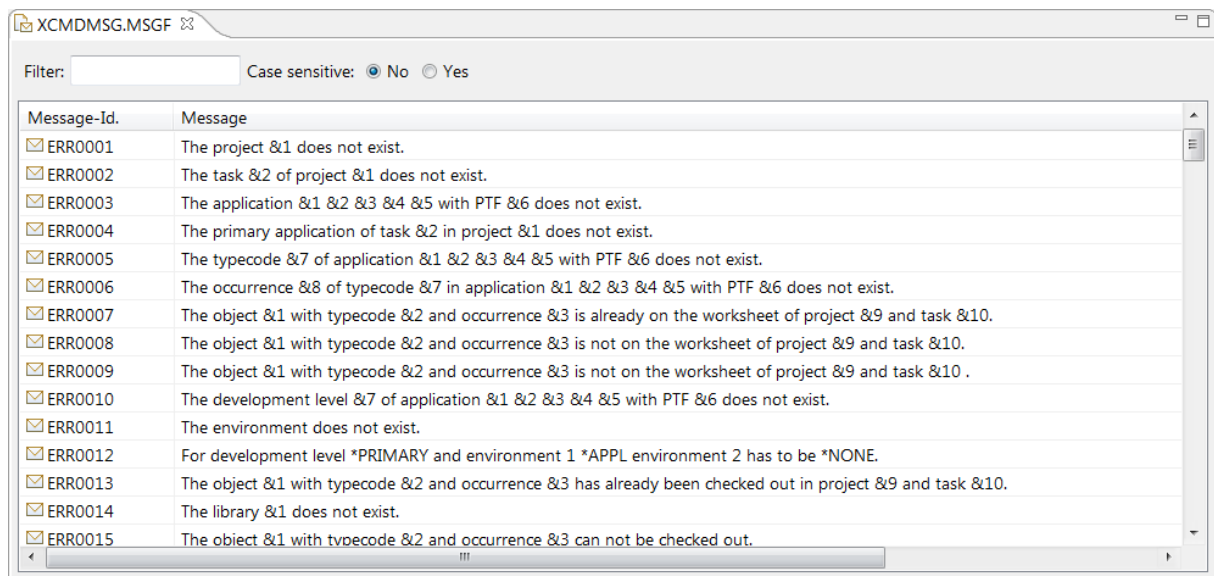 XCMDMSG.MSGF
Filter: Case sensitive: No Yes
Message-Id. Message
ERR0001 The project &1 does not exist.
ERR0002 The task &2 of project &1 does not exist.
ERR0003 The application &1 &2 &3 &4 &5 with PTF &6 does not exist.
ERR0004 The primary application of task &2 in project &1 does not exist.
ERR0005 The typecode &7 of application &1 &2 &3 &4 &5 with PTF &6 does not exist.
ERR0006 The occurrence &8 of typecode &7 in application &1 &2 &3 &4 &5 with PTF &6 does not exist.
ERR0007 The object &1 with typecode &2 and occurrence &3 is already on the worksheet of project &9 and task &10.
ERR0008 The object &1 with typecode &2 and occurrence &3 is not on the worksheet of project &9 and task &10.
ERR0009 The object &1 with typecode &2 and occurrence &3 is not on the worksheet of project &9 and task &10 .
ERR0010 The development level &7 of application &1 &2 &3 &4 &5 with PTF &6 does not exist.
ERR0011 The environment does not exist.
ERR0012 For development level *PRIMARY and environment 1 *APPL environment 2 has to be *NONE.
ERR0013 The object &1 with typecode &2 and occurrence &3 has already been checked out in project &9 and task &10.
ERR0014 The library &1 does not exist.
ERR0015 The object &1 with typecode &2 and occurrence &3 can not be checked out.